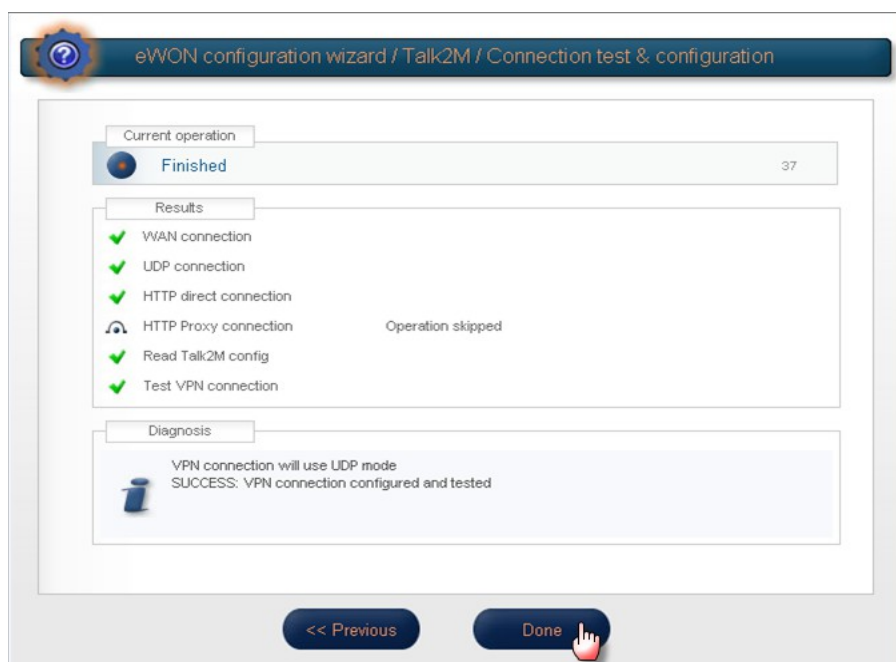 eWON configuration wizard / Talk2M / Connection test & configuration
Current operation
Finished 37
Results
WAN connection
UDP connection
HTTP direct connection
HTTP Proxy connection Operation skipped
Read Talk2M config
Test VPN connection
Diagnosis
VPN connection will use UDP mode
SUCCESS: VPN connection configured and tested
<< Previous Done